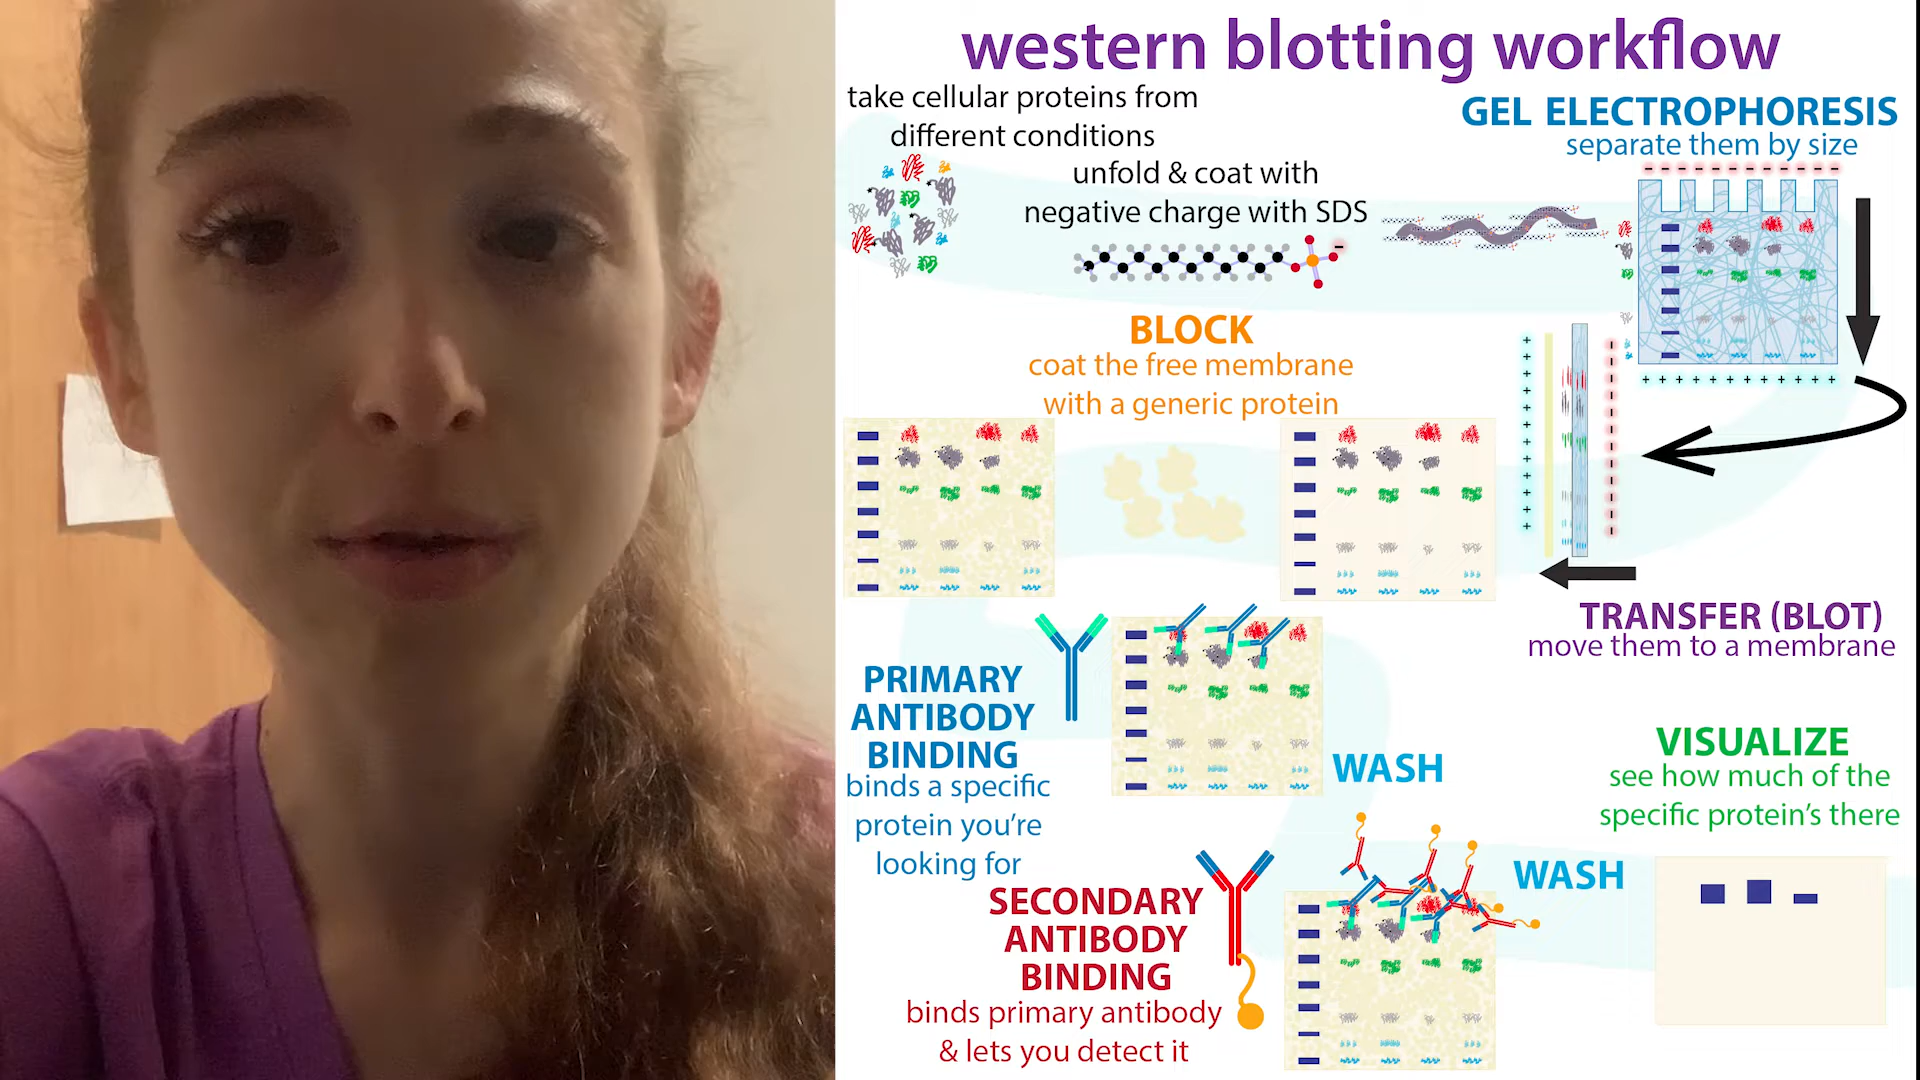 western blotting workflow
take cellular proteins from
different conditions
unfold & coat with
negative charge with SDS
GEL ELECTROPHORESIS
separate them by size
TRANSFER (BLOT)
move them to a membrane
BLOCK
coat the free membrane
with a generic protein
PRIMARY
ANTIBODY
BINDING
binds a specific
protein you're
looking for
WASH
SECONDARY
ANTIBODY
BINDING
binds primary antibody
& lets you detect it
WASH
VISUALIZE
see how much of the
specific protein's there